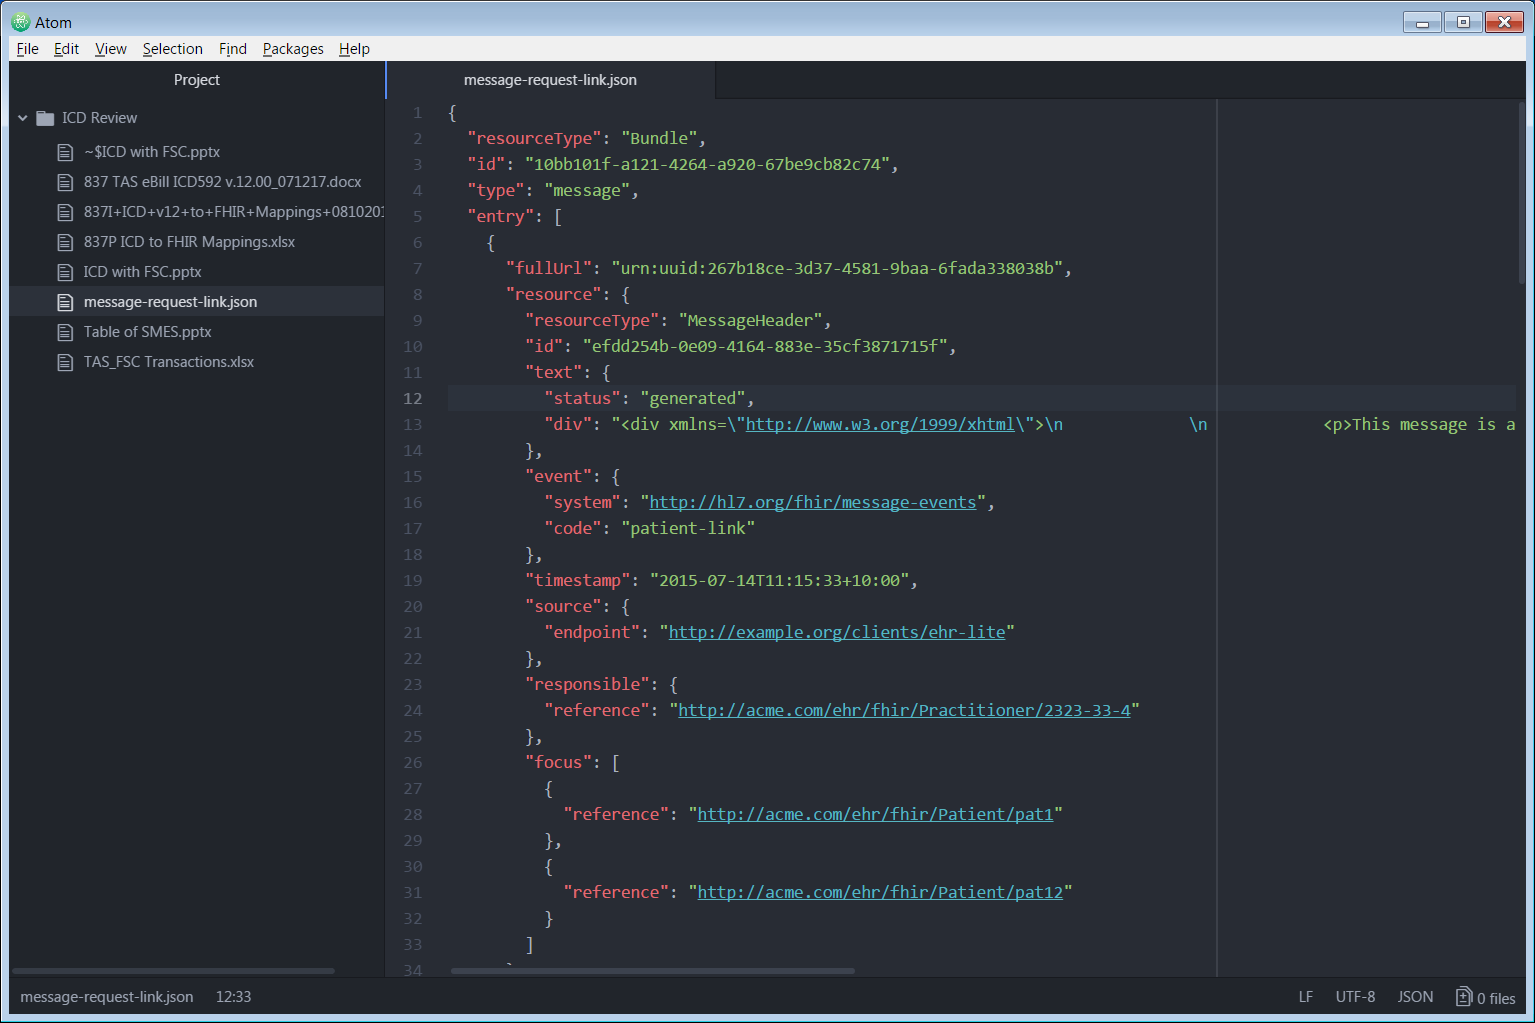 Atom
File Edit View Selection Find Packages Help
Project
ICD Review
~$ICD with FSC.pptx
837 TAS eBill ICD592 v.12.00_071217.docx
837I+ICD+v12+to+FHIR+Mappings+0810201
837P ICD to FHIR Mappings.xlsx
ICD with FSC.pptx
message-request-link.json
Table of SMES.pptx
TAS_FSC Transactions.xlsx
message-request-link.json
1 {
2 "resourceType": "Bundle",
3 "id": "10bb101f-a121-4264-a920-67be9cb82c74",
4 "type": "message",
5 "entry": [
6 {
7 "fullUrl": "urn:uuid:267b18ce-3d37-4581-9baa-6fada338038b",
8 "resource": {
9 "resourceType": "MessageHeader",
10 "id": "efdd254b-0e09-4164-883e-35cf3871715f",
11 "text": {
12 "status": "generated",
13 "div": "<div xmlns=\"http://www.w3.org/1999/xhtml\">\n \n <p>This message is a
14 },
15 "event": {
16 "system": "http://hl7.org/fhir/message-events",
17 "code": "patient-link"
18 },
19 "timestamp": "2015-07-14T11:15:33+10:00",
20 "source": {
21 "endpoint": "http://example.org/clients/ehr-lite"
22 },
23 "responsible": {
24 "reference": "http://acme.com/ehr/fhir/Practitioner/2323-33-4"
25 },
26 "focus": [
27 {
28 "reference": "http://acme.com/ehr/fhir/Patient/pat1"
29 },
30 {
31 "reference": "http://acme.com/ehr/fhir/Patient/pat12"
32 }
33 ]
34
message-request-link.json 12:33 LF UTF-8 JSON 0 files